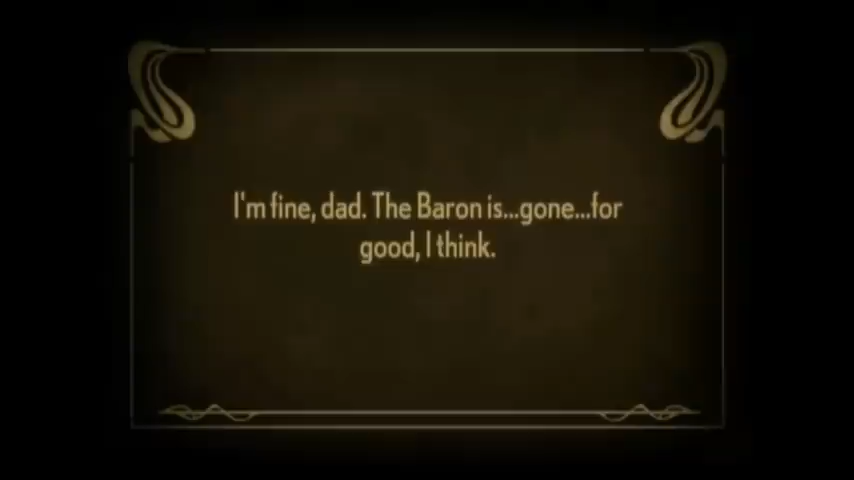 I'm fine, dad. The Baron is...gone...for
good, I think.